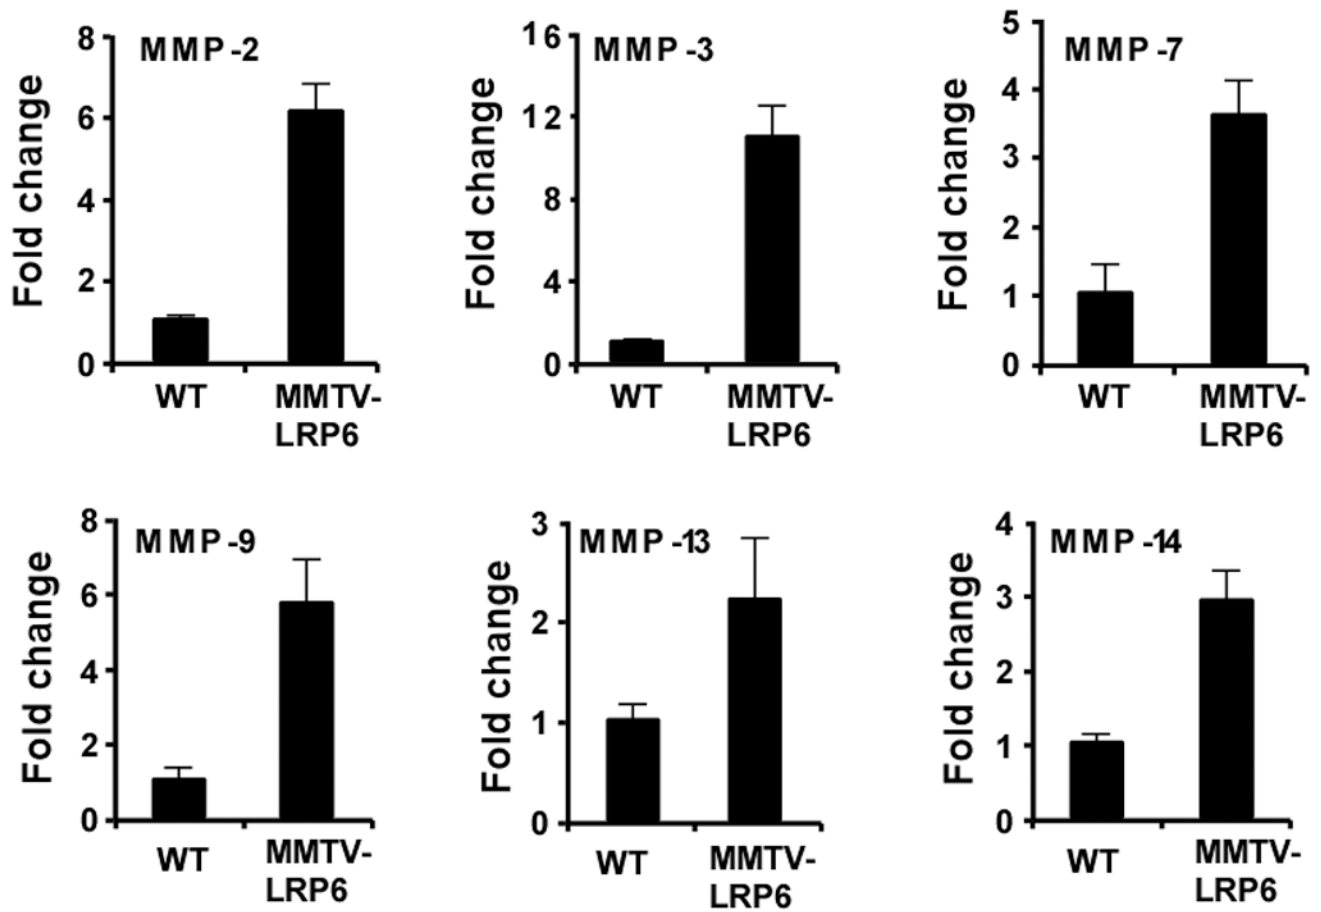 MMP-2
Fold change
8
6
4
2
0
WT
MMTV-
LRP6
MMP-3
Fold change
16
12
8
4
0
WT
MMTV-
LRP6
MMP-7
Fold change
5
4
3
2
1
0
WT
MMTV-
LRP6
MMP-9
Fold change
8
6
4
2
0
WT
MMTV-
LRP6
MMP-13
Fold change
3
2
1
0
WT
MMTV-
LRP6
MMP-14
Fold change
4
3
2
1
0
WT
MMTV-
LRP6